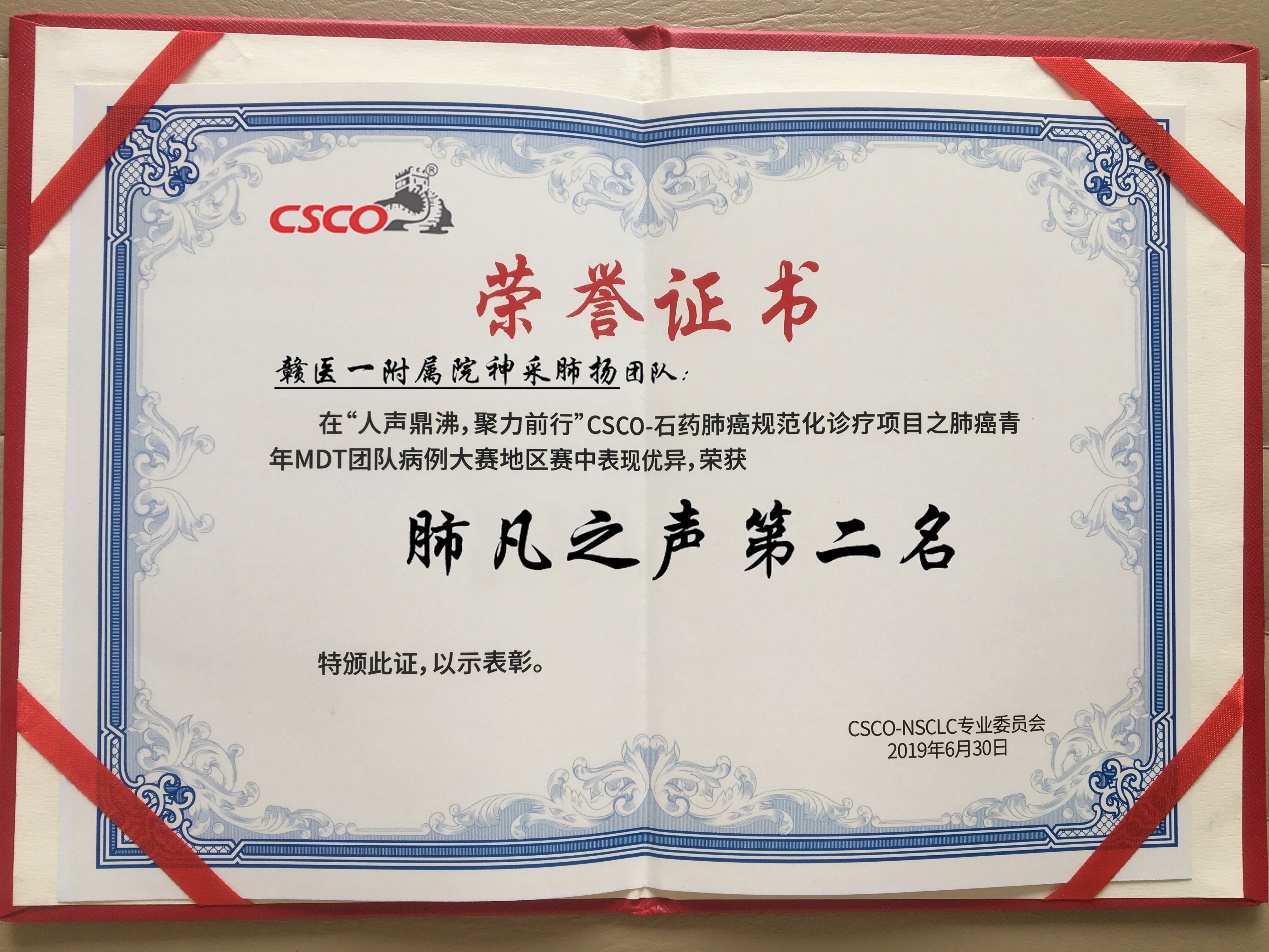 CSCO®
荣誉证书
赣医一附属院神采肺扬团队：
在“人声鼎沸，聚力前行”CSCO-石药肺癌规范化诊疗项目之肺癌青
年MDT团队病例大赛地区赛中表现优异，荣获
肺凡之声第二名
特颁此证，以示表彰。
CSCO-NSCLC专业委员会
2019年6月30日